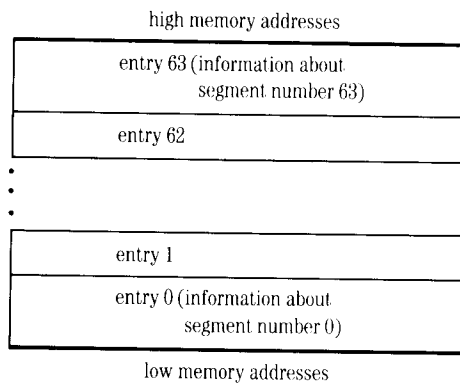 high memory addresses
entry 63 (information about
segment number 63)
entry 62
entry 1
entry 0 (information about
segment number 0)
low memory addresses